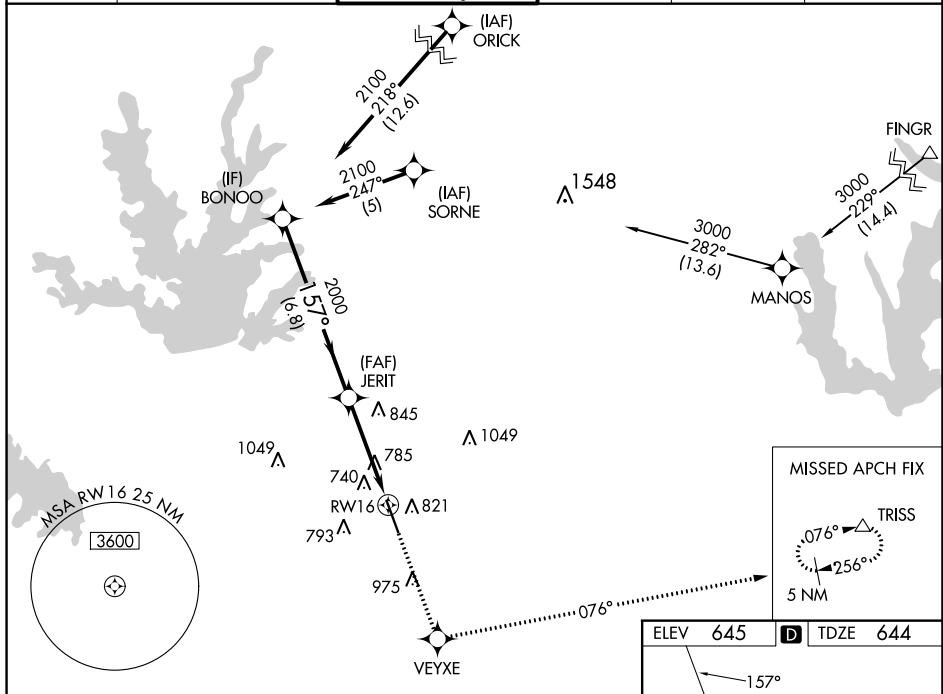 (IAF)
ORICK
2100
218°
(12.6)
FINGR
2100
247°
(5)
(IAF)
SORNE
1548
3000
229°
(14.4)
(IF)
BONOO
3000
282°
(13.6)
MANOS
2000
157°
(6.8)
(FAF)
JERIT
845
1049
1049
785
740
RW16
821
793
975
MSA RW16 25 NM
3600
MISSED APCH FIX
TRISS
076°
256°
5 NM
076°
VEYXE
ELEV 645 D TDZE 644
157°